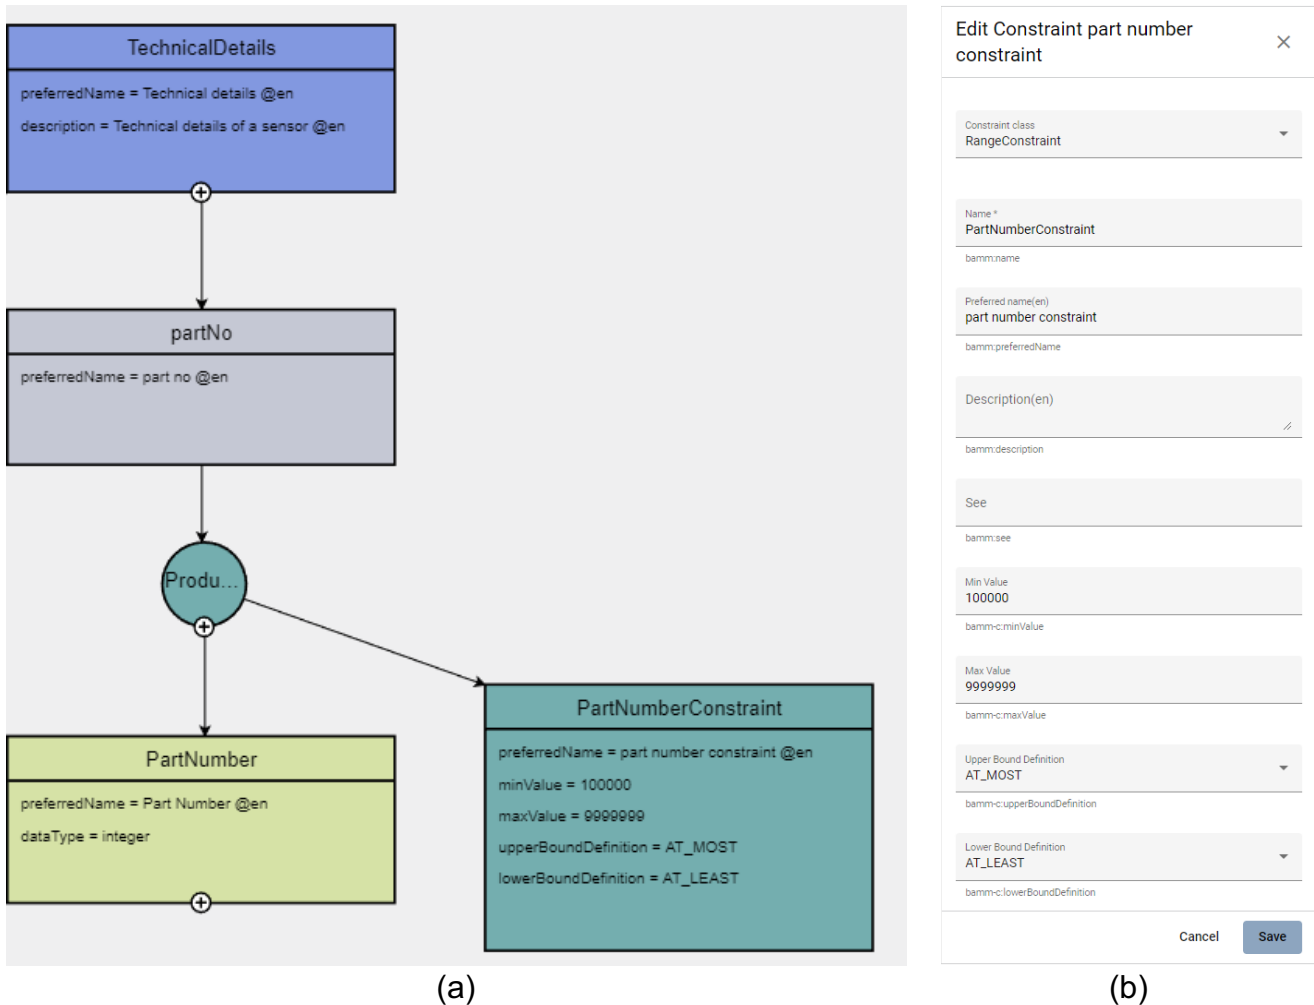 TechnicalDetails
preferredName = Technical details @en
description = Technical details of a sensor @en
partNo
preferredName = part no @en
Produ...
PartNumber
preferredName = Part Number @en
dataType = integer
PartNumberConstraint
preferredName = part number constraint @en
minValue = 100000
maxValue = 9999999
upperBoundDefinition = AT_MOST
lowerBoundDefinition = AT_LEAST
(a)
Edit Constraint part number
constraint
Constraint class
RangeConstraint
Name *
PartNumberConstraint
bamm:name
Preferred name(en)
part number constraint
bamm:preferredName
Description(en)
bamm:description
See
bamm:see
Min Value
100000
bamm-c:minValue
Max Value
9999999
bamm-c:maxValue
Upper Bound Definition
AT_MOST
bamm-c:upperBoundDefinition
Lower Bound Definition
AT_LEAST
bamm-c:lowerBoundDefinition
Cancel Save
(b)